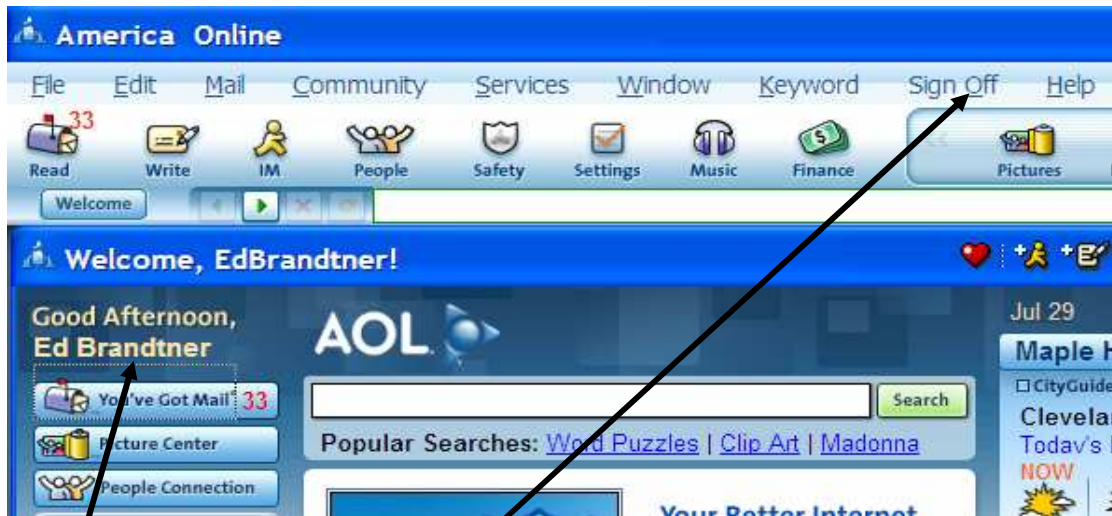 America Online
File Edit Mail Community Services Window Keyword Sign Off Help
33
Read Write IM People Safety Settings Music Finance Pictures
Welcome
Welcome, EdBrandtner!
Good Afternoon,
Ed Brandtner
AOL
Jul 29
Maple H
You've Got Mail 33
Search
CityGuide
Clevela
Picture Center
Popular Searches: Word Puzzles | Clip Art | Madonna
Today's
NOW
People Connection
Your Better Internet